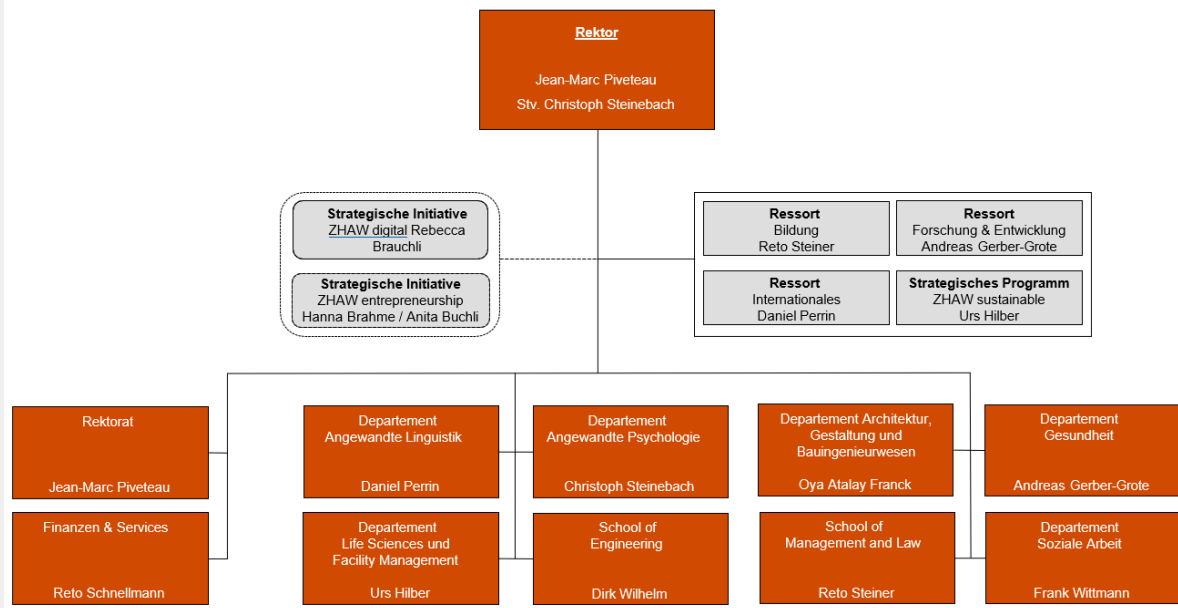 Rektor
Jean-Marc Piveteau
Stv. Christoph Steinebach
Strategische Initiative
ZHAW digital Rebecca
Brauchli
Strategische Initiative
ZHAW entrepreneurship
Hanna Brahme / Anita Buchli
Ressort
Bildung
Reto Steiner
Ressort
Forschung & Entwicklung
Andreas Gerber-Grote
Ressort
Internationales
Daniel Perrin
Strategisches Programm
ZHAW sustainable
Urs Hilber
Rektorat
Jean-Marc Piveteau
Departement
Angewandte Linguistik
Daniel Perrin
Departement
Angewandte Psychologie
Christoph Steinebach
Departement Architektur,
Gestaltung und
Bauingenieurwesen
Oya Atalay Franck
Departement
Gesundheit
Andreas Gerber-Grote
Finanzen & Services
Reto Schnellmann
Departement
Life Sciences und
Facility Management
Urs Hilber
School of
Engineering
Dirk Wilhelm
School of
Management and Law
Reto Steiner
Departement
Soziale Arbeit
Frank Wittmann